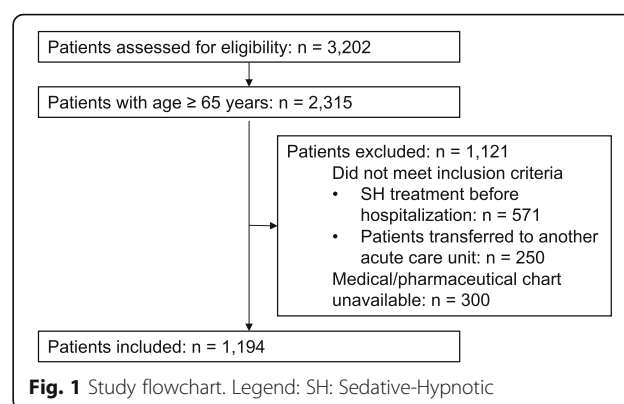 Patients assessed for eligibility: n = 3,202
Patients with age ≥ 65 years: n = 2,315
Patients excluded: n = 1,121
Did not meet inclusion criteria
• SH treatment before
hospitalization: n = 571
• Patients transferred to another
acute care unit: n = 250
Medical/pharmaceutical chart
unavailable: n = 300
Patients included: n = 1,194
Fig. 1 Study flowchart. Legend: SH: Sedative-Hypnotic